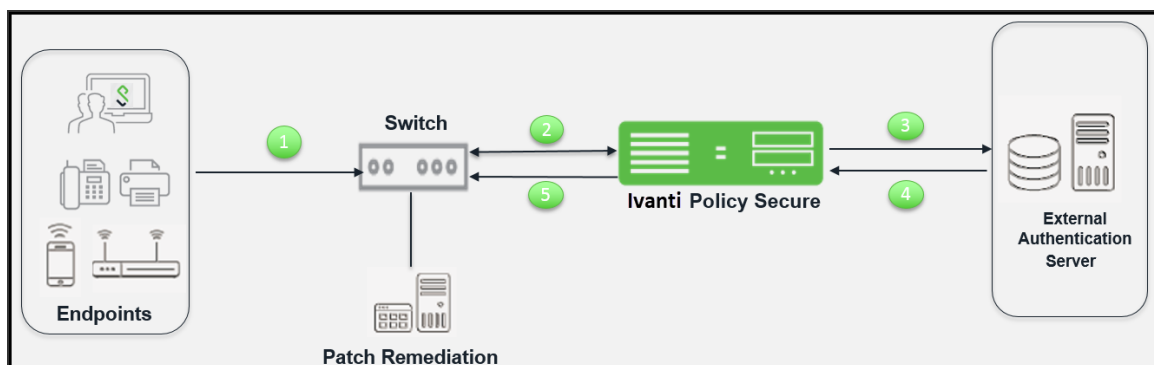 Endpoints
1
Switch
2
5
Patch Remediation
Ivanti Policy Secure
3
4
External
Authentication
Server